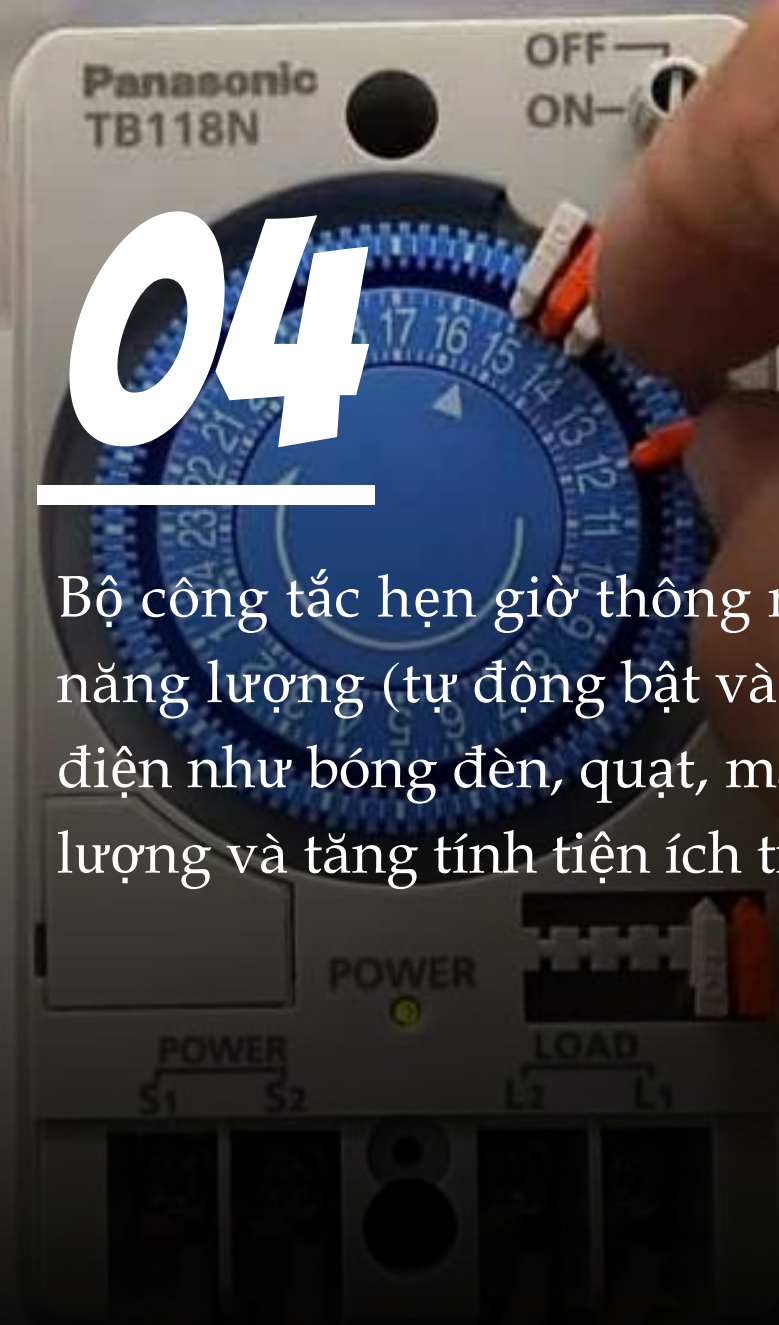 OFF
Panasonic
ON
TB118N
04
17 16 15 14 13 12 11
21 22 23
Bộ công tắc hẹn giờ thông
năng lượng (tự động bật và
điện như bóng đèn, quạt,
lượng và tăng tính tiện ích
POWER
POWER
LOAD
S1 S2 L2 L1